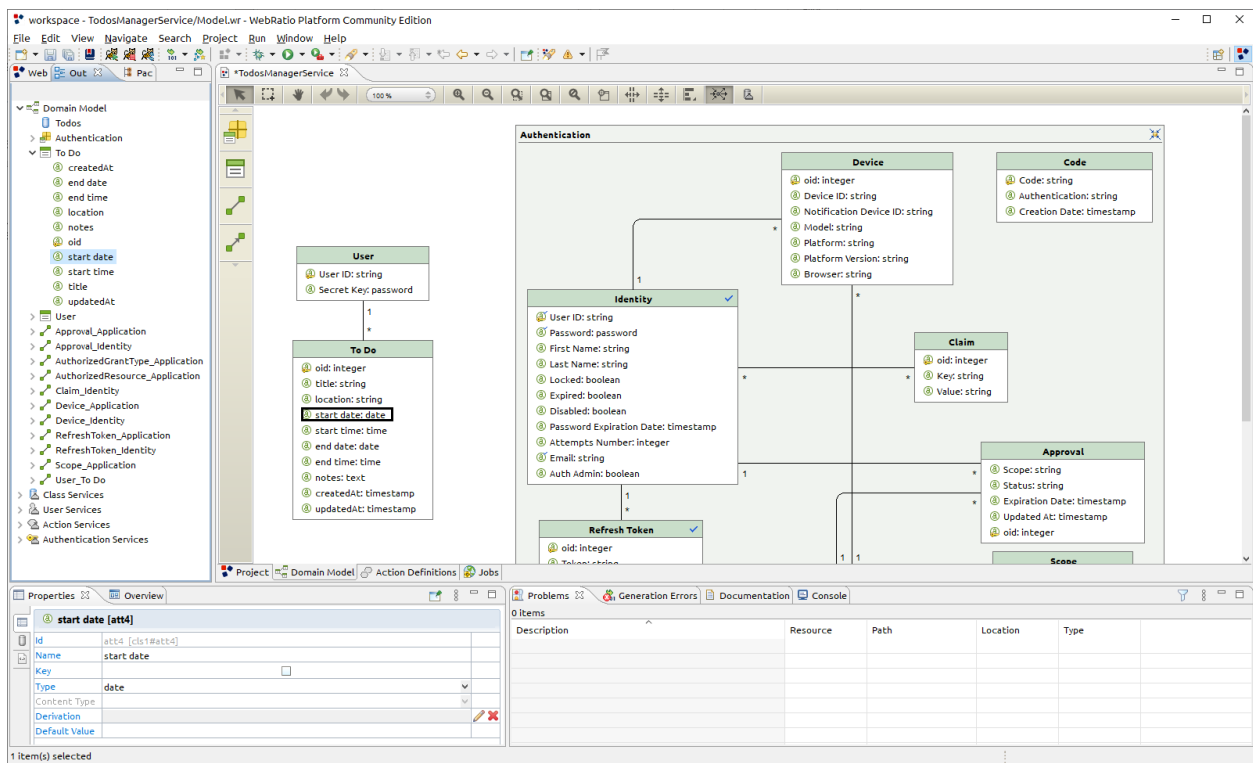 workspace - TodosManagerService/Model.wr - WebRatio Platform Community Edition
File Edit View Navigate Search Project Run Window Help
Web Out Pac
*TodosManagerService
100 %
Domain Model
Todos
Authentication
To Do
createdAt
end date
end time
location
notes
oid
start date
start time
title
updatedAt
User
Approval_Application
Approval_Identity
AuthorizedGrantType_Application
AuthorizedResource_Application
Claim_Identity
Device_Application
Device_Identity
RefreshToken_Application
RefreshToken_Identity
Scope_Application
User_To Do
Class Services
User Services
Action Services
Authentication Services
User
User ID: string
Secret Key: password
1
*
To Do
oid: integer
title: string
location: string
start date: date
start time: time
end date: date
end time: time
notes: text
createdAt: timestamp
updatedAt: timestamp
Authentication
Device
oid: integer
Device ID: string
Notification Device ID: string
Model: string
Platform: string
Platform Version: string
Browser: string
*
*
Code
Code: string
Authentication: string
Creation Date: timestamp
1
Identity
User ID: string
Password: password
First Name: string
Last Name: string
Locked: boolean
Expired: boolean
Disabled: boolean
Password Expiration Date: timestamp
Attempts Number: integer
Email: string
Auth Admin: boolean
*
*
1
*
Claim
oid: integer
Key: string
Value: string
Approval
Scope: string
Status: string
Expiration Date: timestamp
Updated At: timestamp
oid: integer
*
1
*
Refresh Token
oid: integer
Token: string
1 1
Scope
Project Domain Model Action Definitions Jobs
Properties Overview
start date [att4]
Id att4 [cls1#att4]
Name start date
Key
Type date
Content Type
Derivation
Default Value
Problems Generation Errors Documentation Console
0 items
Description Resource Path Location Type
1 item(s) selected